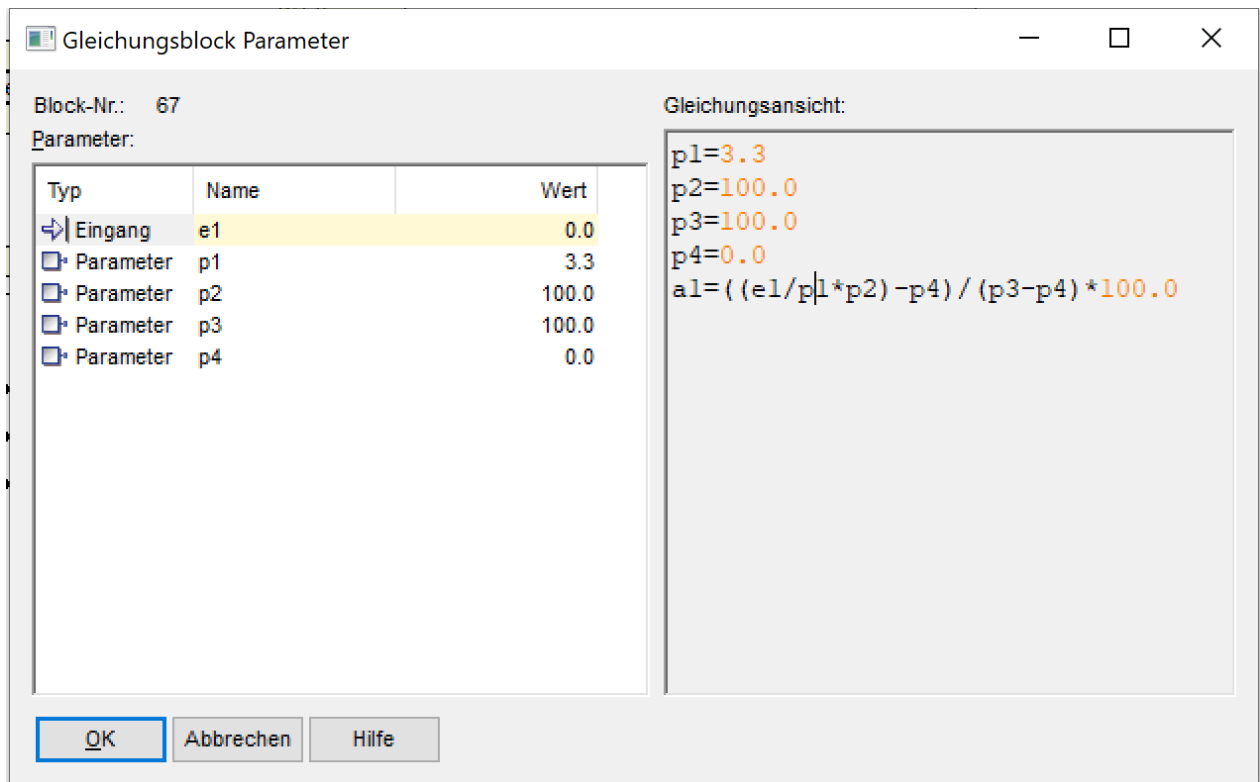 Gleichungsblock Parameter
Block-Nr.: 67
Parameter:
Typ Name Wert
Eingang e1 0.0
Parameter p1 3.3
Parameter p2 100.0
Parameter p3 100.0
Parameter p4 0.0
Gleichungsansicht:
p1=3.3
p2=100.0
p3=100.0
p4=0.0
a1=((e1/p1*p2)-p4)/(p3-p4)*100.0
OK Abbrechen Hilfe